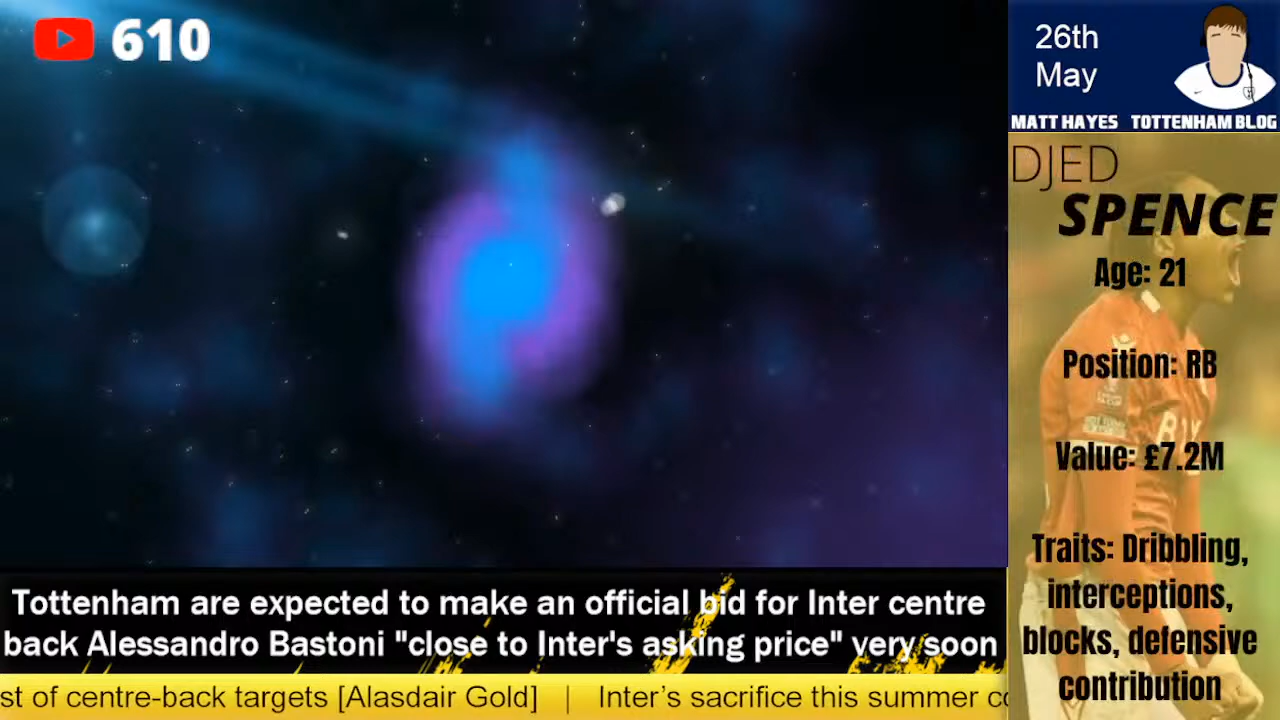 610
26th
May
MATT HAYES TOTTENHAM BLOG
DJED
SPENCE
Age: 21
Position: RB
Value: £7.2M
Traits: Dribbling,
interceptions,
blocks, defensive
contribution
Tottenham are expected to make an official bid for Inter centre
back Alessandro Bastoni "close to Inter's asking price" very soon
of centre-back targets [Alasdair Gold] | Inter’s sacrifice this summer